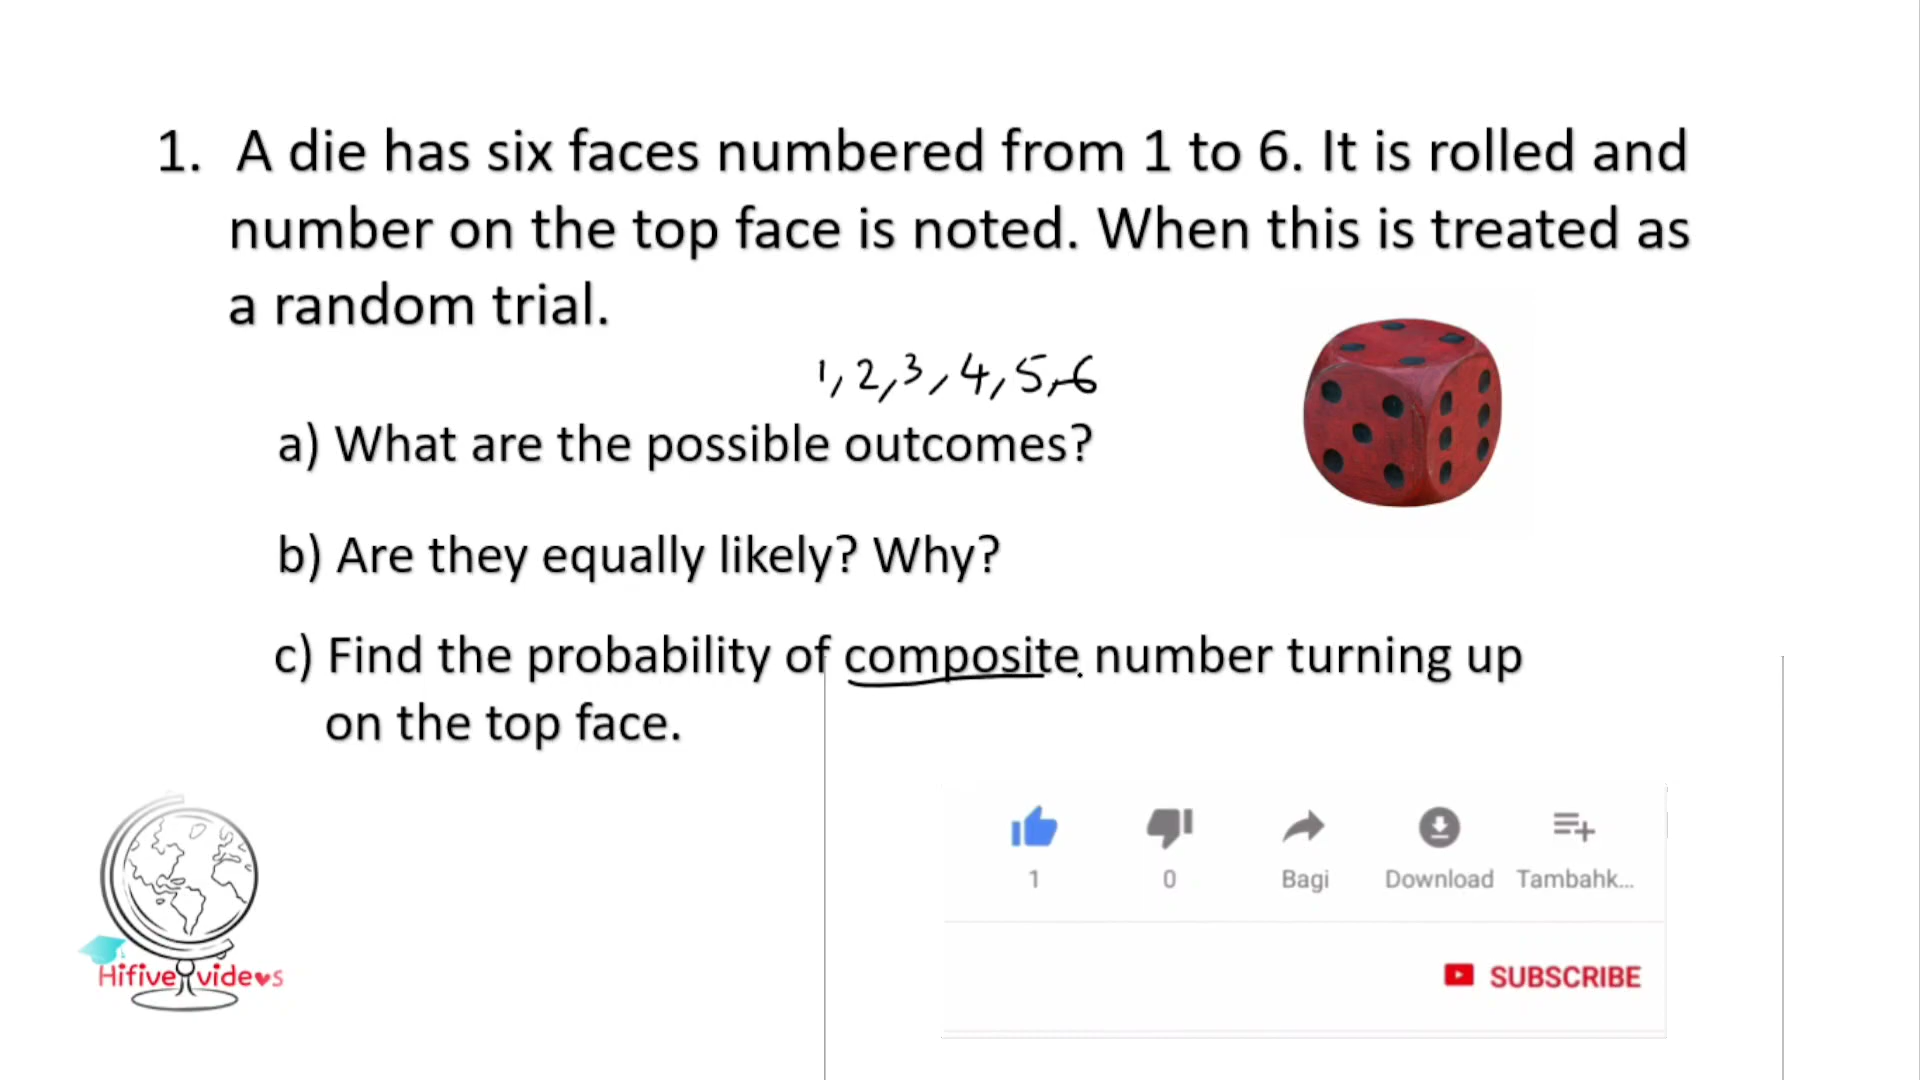 1. A die has six faces numbered from 1 to 6. It is rolled and
number on the top face is noted. When this is treated as
a random trial.
1, 2, 3, 4, 5, 6
a) What are the possible outcomes?
b) Are they equally likely? Why?
c) Find the probability of composite number turning up
on the top face.
1 0 Bagi Download Tambahk...
SUBSCRIBE
Hifive videos